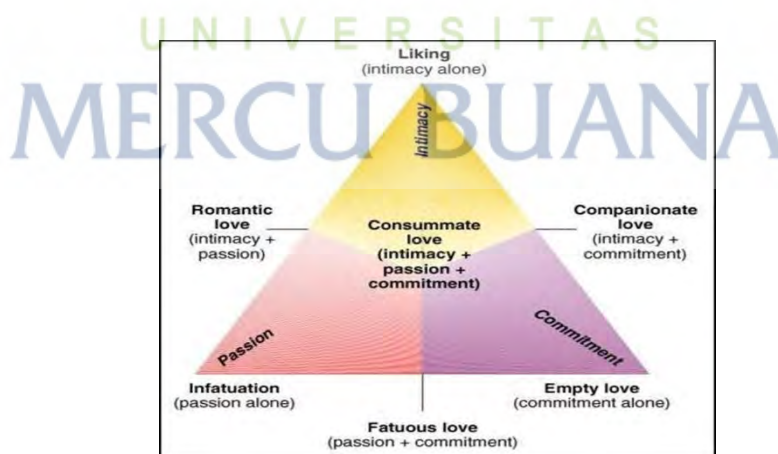 UNIVERSITAS
MERCU BUANA
Liking
(intimacy alone)
Intimacy
Romantic
love
(intimacy +
passion)
Consummate
love
(intimacy +
passion +
commitment)
Companionate
love
(intimacy +
commitment)
Passion
Commitment
Infatuation
(passion alone)
Empty love
(commitment alone)
Fatuous love
(passion + commitment)